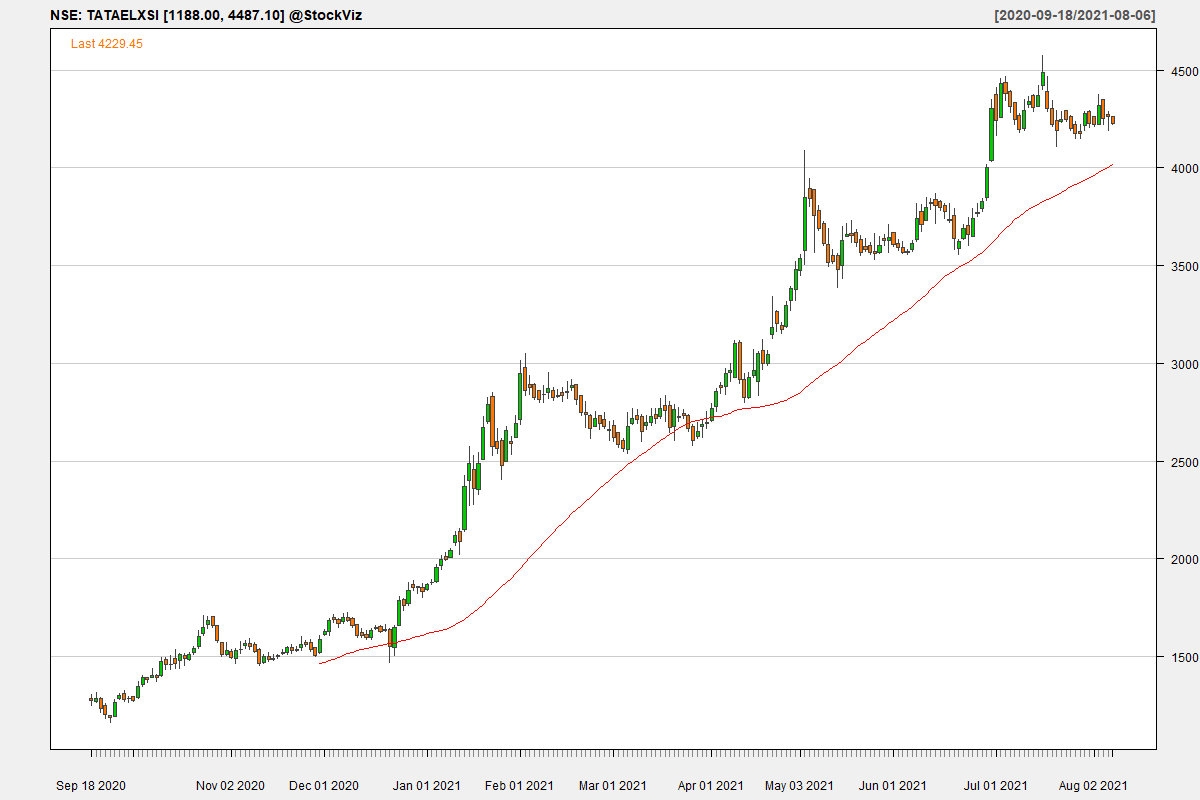 NSE: TATAELXSI [1188.00, 4487.10] @StockViz [2020-09-18/2021-08-06]
Last 4229.45
4500
4000
3500
3000
2500
2000
1500
Sep 18 2020 Nov 02 2020 Dec 01 2020 Jan 01 2021 Feb 01 2021 Mar 01 2021 Apr 01 2021 May 03 2021 Jun 01 2021 Jul 01 2021 Aug 02 2021